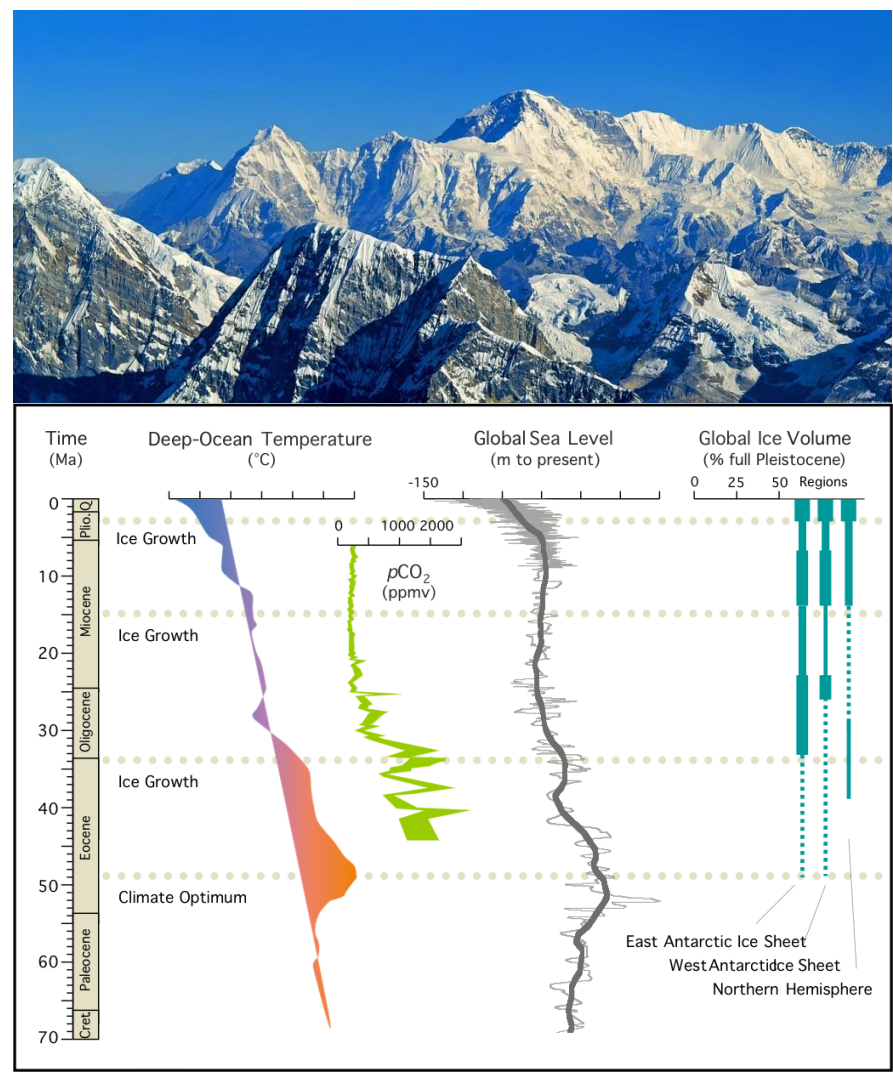 Time
(Ma)
Deep-Ocean Temperature
(°C)
Global Sea Level
(m to present)
Global Ice Volume
(% full Pleistocene)
-150
0 25 50 Regions
0
10
20
30
40
50
60
70
Q
Plio.
Miocene
Oligocene
Eocene
Paleocene
Cret.
0 1000 2000
pCO₂
(ppmv)
Ice Growth
Ice Growth
Ice Growth
Climate Optimum
East Antarctic Ice Sheet
West Antarctic Ice Sheet
Northern Hemisphere